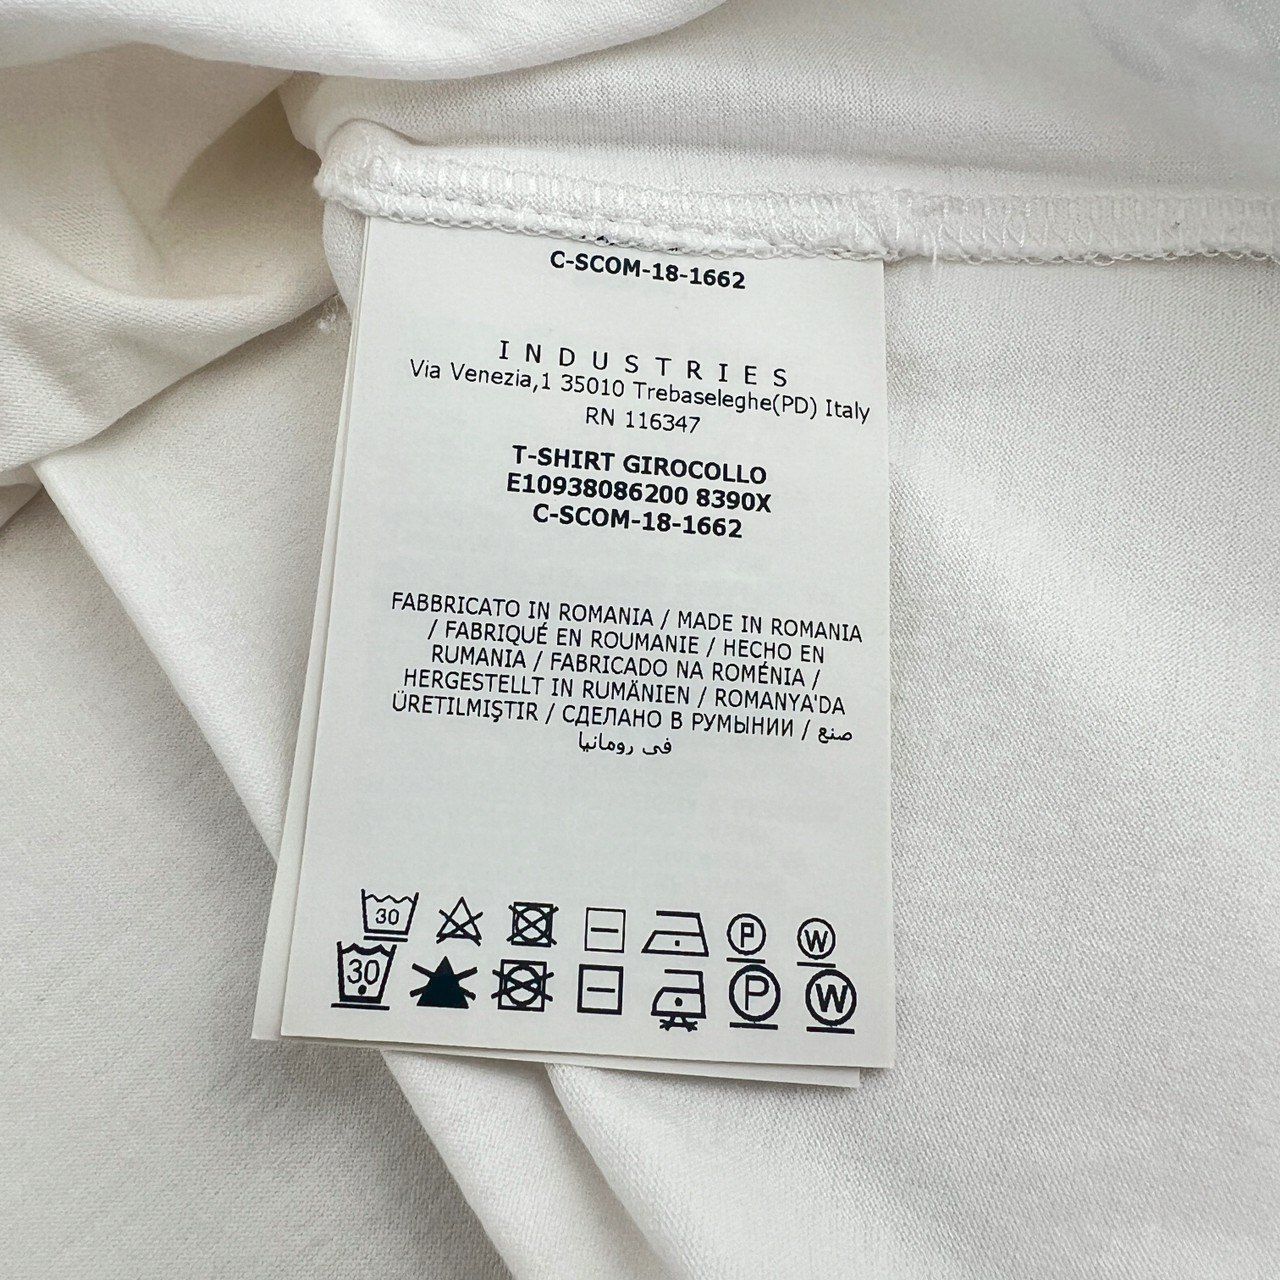 C-SCOM-18-1662
INDUSTRIES
Via Venezia,1 35010 Trebaseleghe(PD) Italy
RN 116347
T-SHIRT GIROCOLLO
E10938086200 8390X
C-SCOM-18-1662
FABBRICATO IN ROMANIA / MADE IN ROMANIA
/ FABRIQUÉ EN ROUMANIE / HECHO EN
RUMANIA / FABRICADO NA ROMÉNIA /
HERGESTELLT IN RUMÄNIEN / ROMANYA'DA
ÜRETILMIŞTIR / СДЕЛАНО В РУМЫНИИ / صنع
في رومانيا
30 P W
30 P W